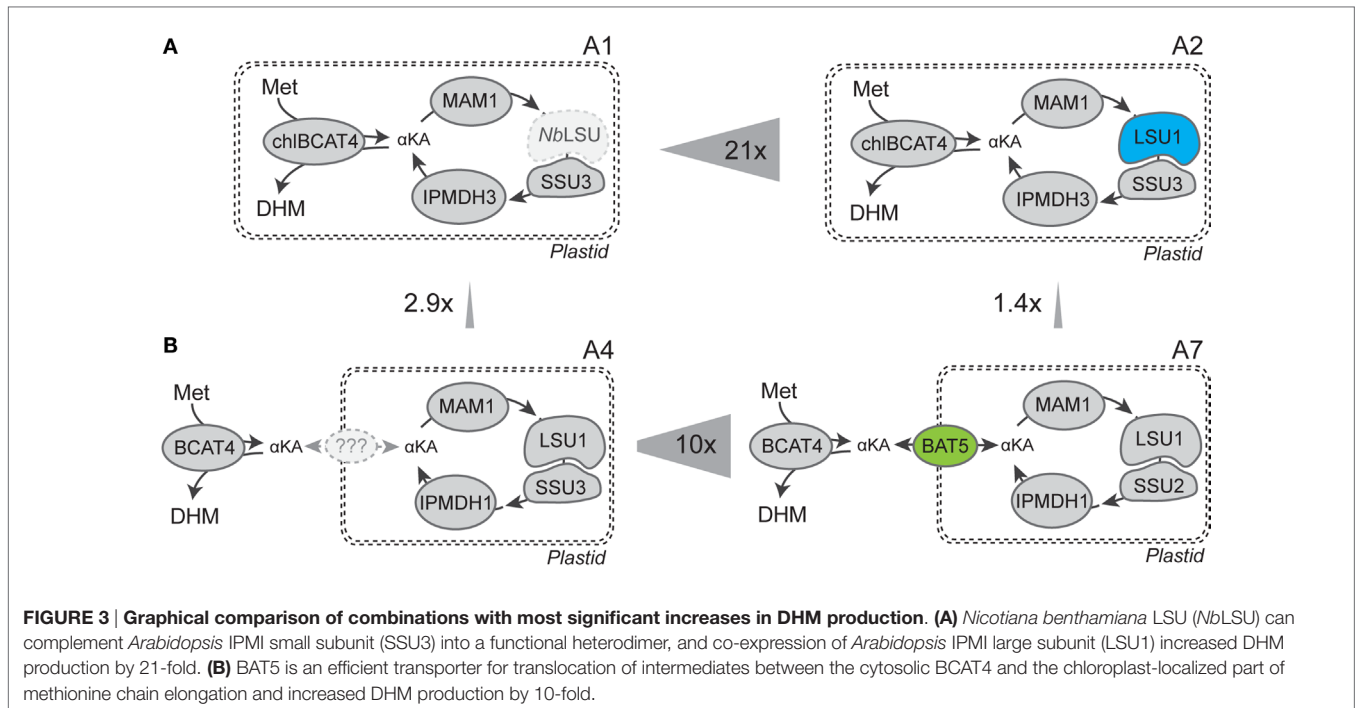 A
A1
Met
chlBCAT4
αKA
MAM1
NbLSU
SSU3
IPMDH3
DHM
Plastid
21x
A2
Met
chlBCAT4
αKA
MAM1
LSU1
SSU3
IPMDH3
DHM
Plastid
2.9x
1.4x
B
A4
Met
BCAT4
αKA
???
αKA
MAM1
LSU1
SSU3
IPMDH1
DHM
Plastid
10x
A7
Met
BCAT4
αKA
BAT5
αKA
MAM1
LSU1
SSU2
IPMDH1
DHM
Plastid
FIGURE 3 | Graphical comparison of combinations with most significant increases in DHM production. (A) Nicotiana benthamiana LSU (NbLSU) can
complement Arabidopsis IPMI small subunit (SSU3) into a functional heterodimer, and co-expression of Arabidopsis IPMI large subunit (LSU1) increased DHM
production by 21-fold. (B) BAT5 is an efficient transporter for translocation of intermediates between the cytosolic BCAT4 and the chloroplast-localized part of
methionine chain elongation and increased DHM production by 10-fold.